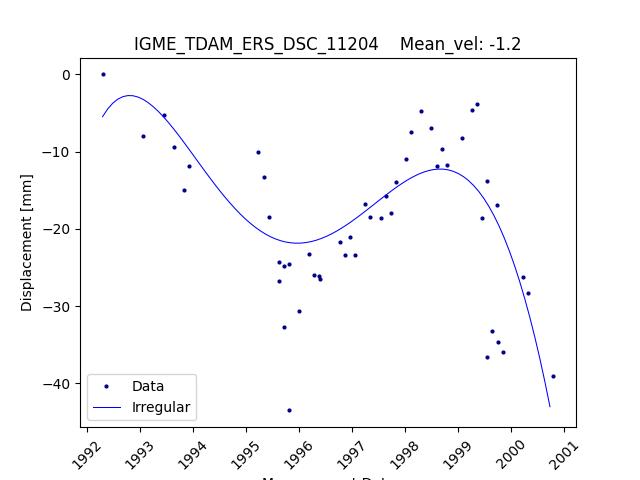 IGME_TDAM_ERS_DSC_11204    Mean_vel: -1.2
Displacement [mm]
0
−10
−20
−30
−40
Data
Irregular
1992 1993 1994 1995 1996 1997 1998 1999 2000 2001